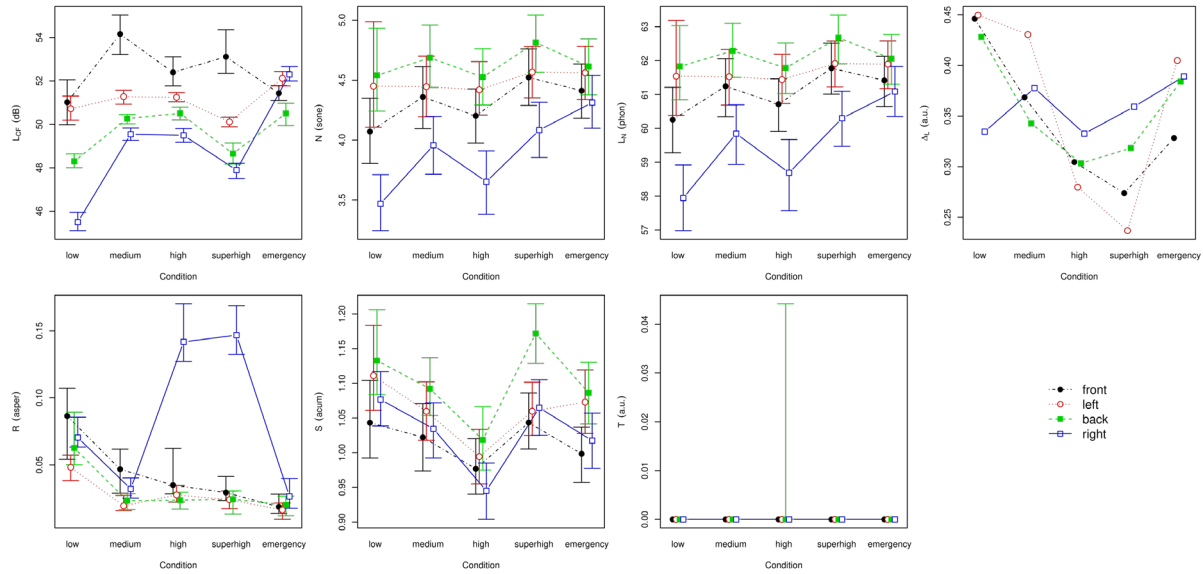 L_CF (dB)
54
52
50
48
46
low medium high superhigh emergency
Condition
N (sone)
5.0
4.5
4.0
3.5
low medium high superhigh emergency
Condition
L_N (phon)
63
62
61
60
59
58
57
low medium high superhigh emergency
Condition
Δ_L (a.u.)
0.45
0.40
0.35
0.30
0.25
low medium high superhigh emergency
Condition
R (asper)
0.15
0.10
0.05
low medium high superhigh emergency
Condition
S (acum)
1.20
1.15
1.10
1.05
1.00
0.95
0.90
low medium high superhigh emergency
Condition
T (a.u.)
0.04
0.03
0.02
0.01
0.00
low medium high superhigh emergency
Condition
front
left
back
right